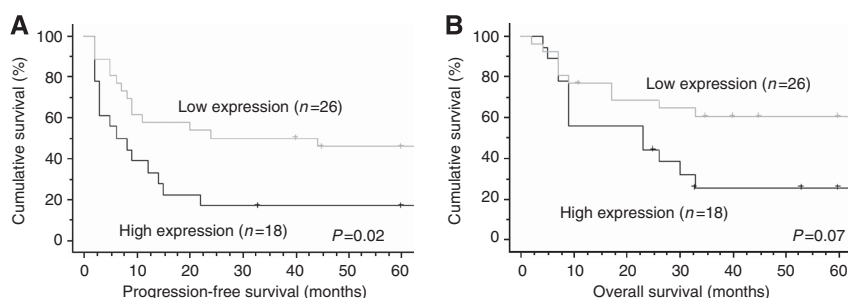 A
Cumulative survival (%)
100
80
60
40
20
0
Low expression (n=26)
High expression (n=18)
P=0.02
0 10 20 30 40 50 60
Progression-free survival (months)
B
Cumulative survival (%)
100
80
60
40
20
0
Low expression (n=26)
High expression (n=18)
P=0.07
0 10 20 30 40 50 60
Overall survival (months)